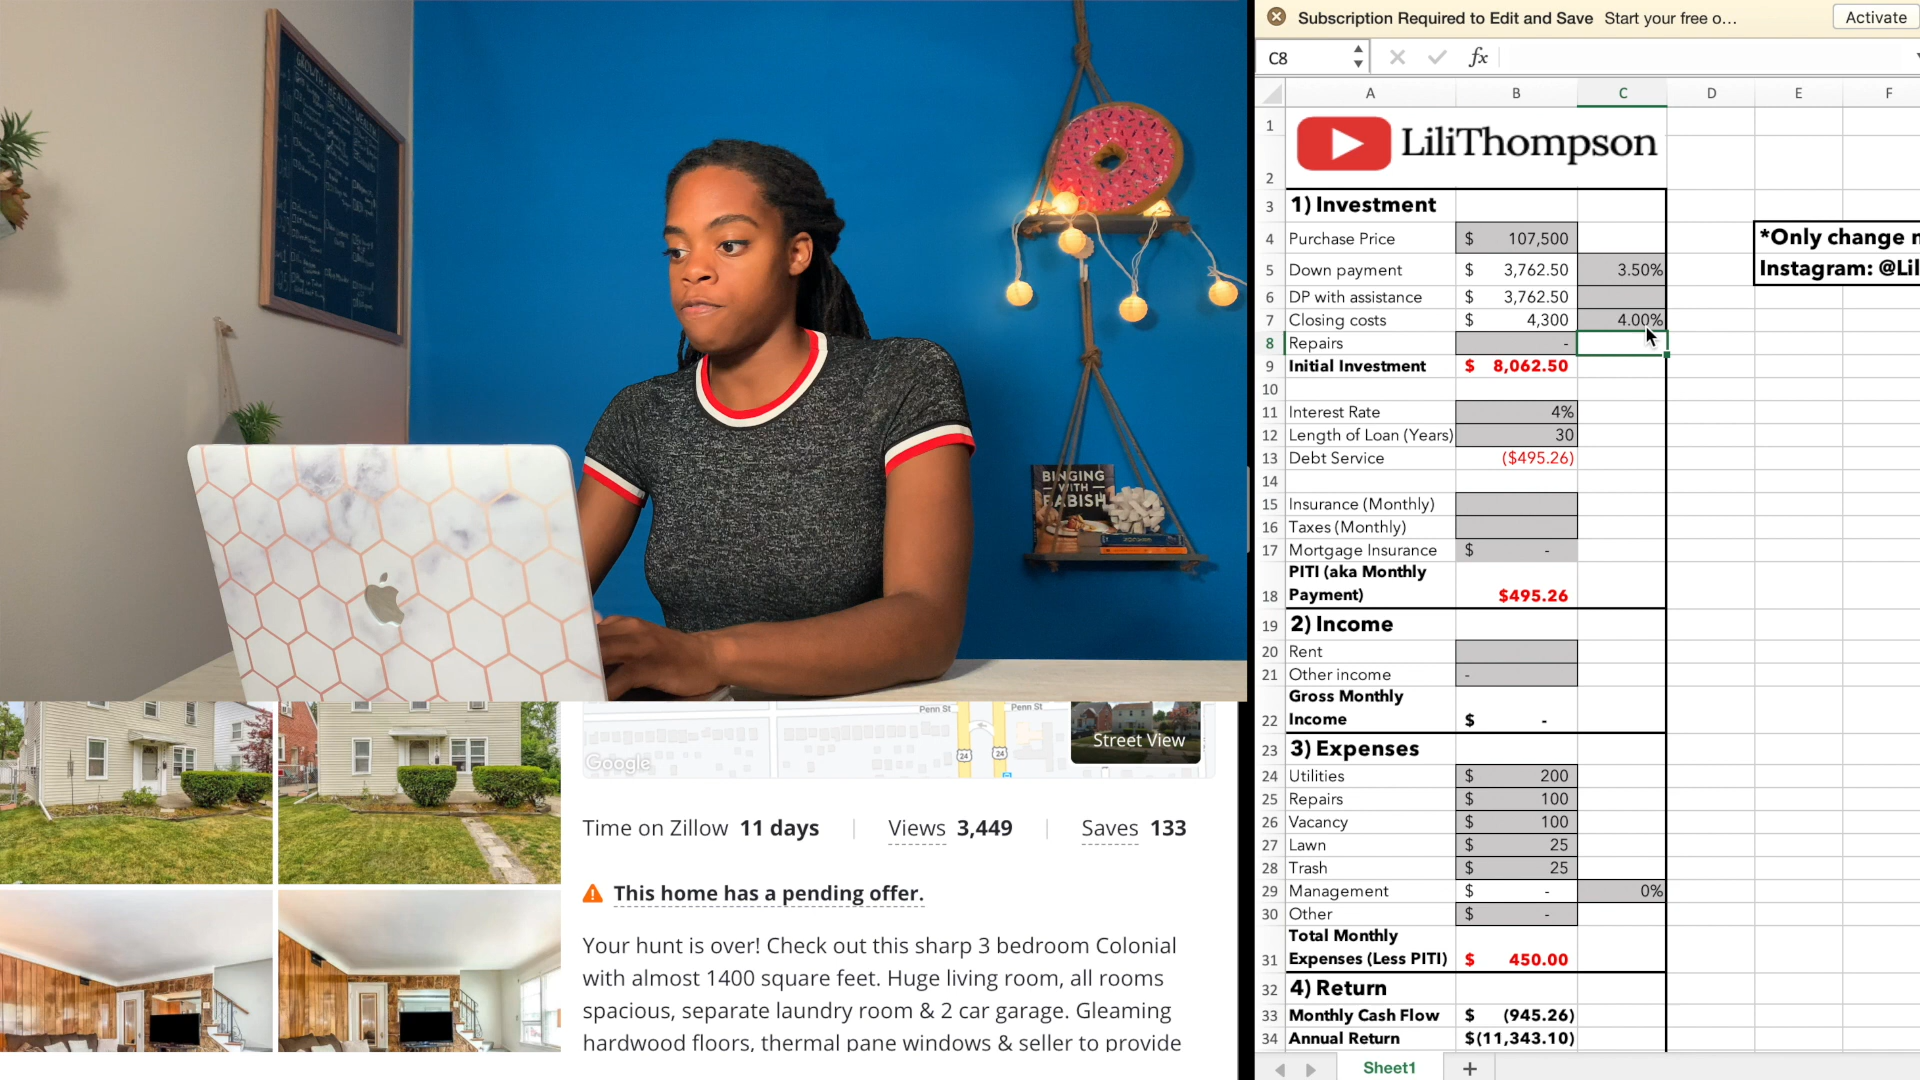 GROWTH·HEALTH·WEALTH
BINGING
WITH
BABISH
Penn St
Penn St
24
24
Google
Street View
Time on Zillow 11 days
Views 3,449
Saves 133
This home has a pending offer.
Your hunt is over! Check out this sharp 3 bedroom Colonial
with almost 1400 square feet. Huge living room, all rooms
spacious, separate laundry room & 2 car garage. Gleaming
hardwood floors, thermal pane windows & seller to provide
Subscription Required to Edit and Save Start your free o... Activate
C8 fx
A B C D E F
1 LiliThompson
2
3 1) Investment
4 Purchase Price $ 107,500 *Only change
5 Down payment $ 3,762.50 3.50% Instagram: @Lil
6 DP with assistance $ 3,762.50
7 Closing costs $ 4,300 4.00%
8 Repairs -
9 Initial Investment $ 8,062.50
10
11 Interest Rate 4%
12 Length of Loan (Years) 30
13 Debt Service ($495.26)
14
15 Insurance (Monthly)
16 Taxes (Monthly)
17 Mortgage Insurance $ -
PITI (aka Monthly
18 Payment) $495.26
19 2) Income
20 Rent
21 Other income -
Gross Monthly
22 Income $ -
23 3) Expenses
24 Utilities $ 200
25 Repairs $ 100
26 Vacancy $ 100
27 Lawn $ 25
28 Trash $ 25
29 Management $ - 0%
30 Other $ -
Total Monthly
31 Expenses (Less PITI) $ 450.00
32 4) Return
33 Monthly Cash Flow $ (945.26)
34 Annual Return $(11,343.10)
Sheet1 +